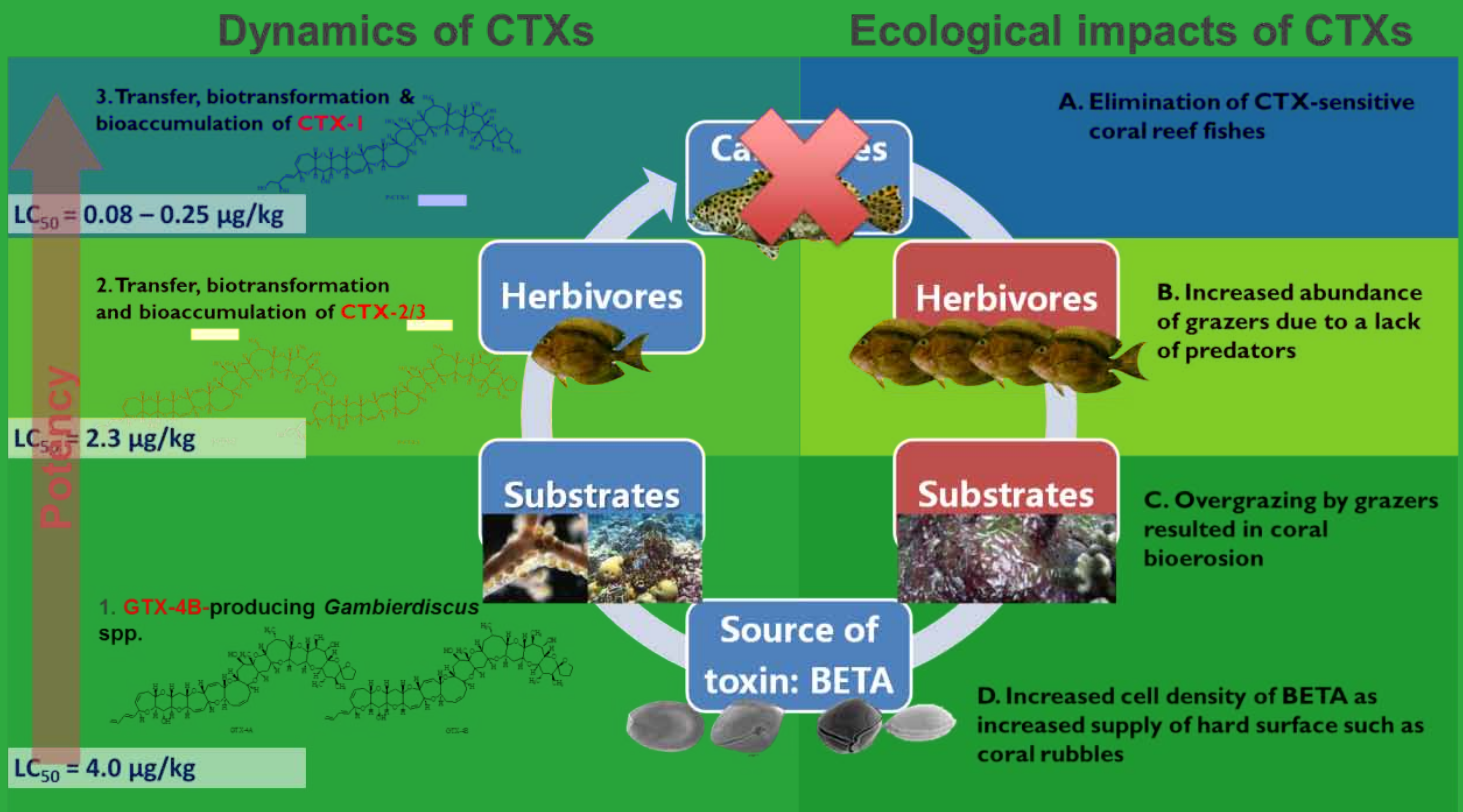 Dynamics of CTXs
Ecological impacts of CTXs
3. Transfer, biotransformation &
bioaccumulation of CTX-1
LC50 = 0.08 – 0.25 µg/kg
2. Transfer, biotransformation
and bioaccumulation of CTX-2/3
LC50 = 2.3 µg/kg
Potency
1. GTX-4B-producing Gambierdiscus
spp.
GTX-4A
GTX-4B
LC50 = 4.0 µg/kg
Herbivores
Substrates
Source of
toxin: BETA
Herbivores
Substrates
A. Elimination of CTX-sensitive
coral reef fishes
B. Increased abundance
of grazers due to a lack
of predators
C. Overgrazing by grazers
resulted in coral
bioerosion
D. Increased cell density of BETA as
increased supply of hard surface such as
coral rubbles